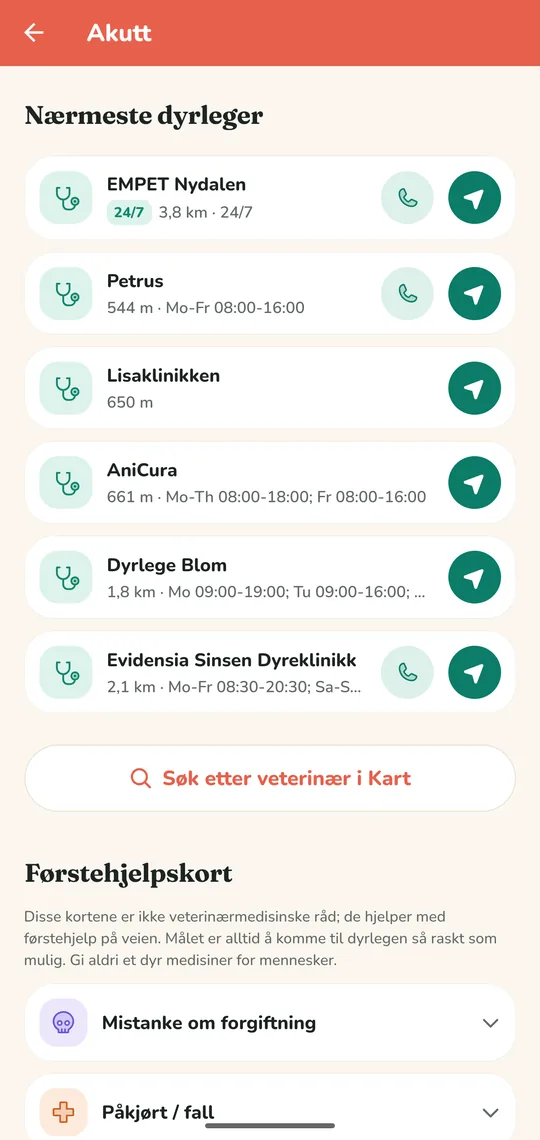 Akutt
Nærmeste dyrleger
EMPET Nydalen
24/7 3,8 km · 24/7
Petrus
544 m · Mo-Fr 08:00-16:00
Lisaklinikken
650 m
AniCura
661 m · Mo-Th 08:00-18:00; Fr 08:00-16:00
Dyrlege Blom
1,8 km · Mo 09:00-19:00; Tu 09:00-16:00; ...
Evidensia Sinsen Dyreklinikk
2,1 km · Mo-Fr 08:30-20:30; Sa-S...
Søk etter veterinær i Kart
Førstehjelpskort
Disse kortene er ikke veterinærmedisinske råd; de hjelper med
førstehjelp på veien. Målet er alltid å komme til dyrlegen så raskt som
mulig. Gi aldri et dyr medisiner for mennesker.
Mistanke om forgiftning
Påkjørt / fall